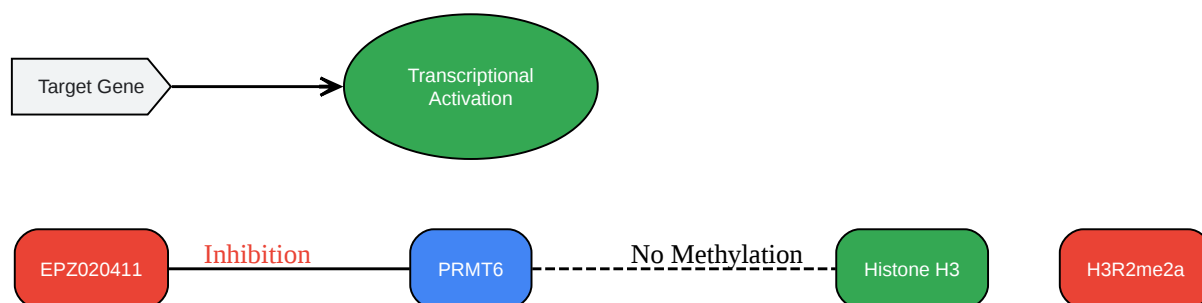 Target Gene
Transcriptional
Activation
EPZ020411
Inhibition
PRMT6
No Methylation
Histone H3
H3R2me2a